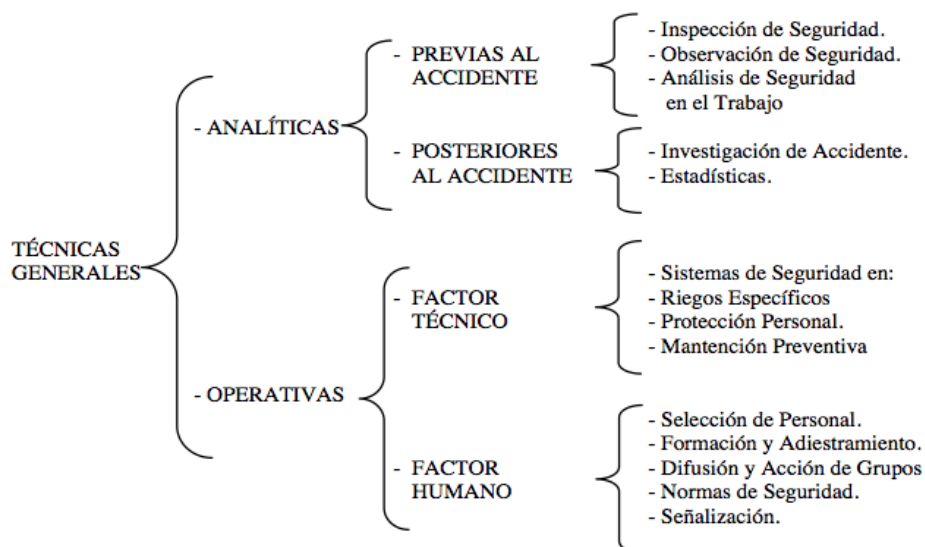 TÉCNICAS
GENERALES
- ANALÍTICAS
- PREVIAS AL
ACCIDENTE
- Inspección de Seguridad.
- Observación de Seguridad.
- Análisis de Seguridad
en el Trabajo
- POSTERIORES
AL ACCIDENTE
- Investigación de Accidente.
- Estadísticas.
- OPERATIVAS
- FACTOR
TÉCNICO
- Sistemas de Seguridad en:
- Riegos Específicos
- Protección Personal.
- Mantención Preventiva
- FACTOR
HUMANO
- Selección de Personal.
- Formación y Adiestramiento.
- Difusión y Acción de Grupos
- Normas de Seguridad.
- Señalización.